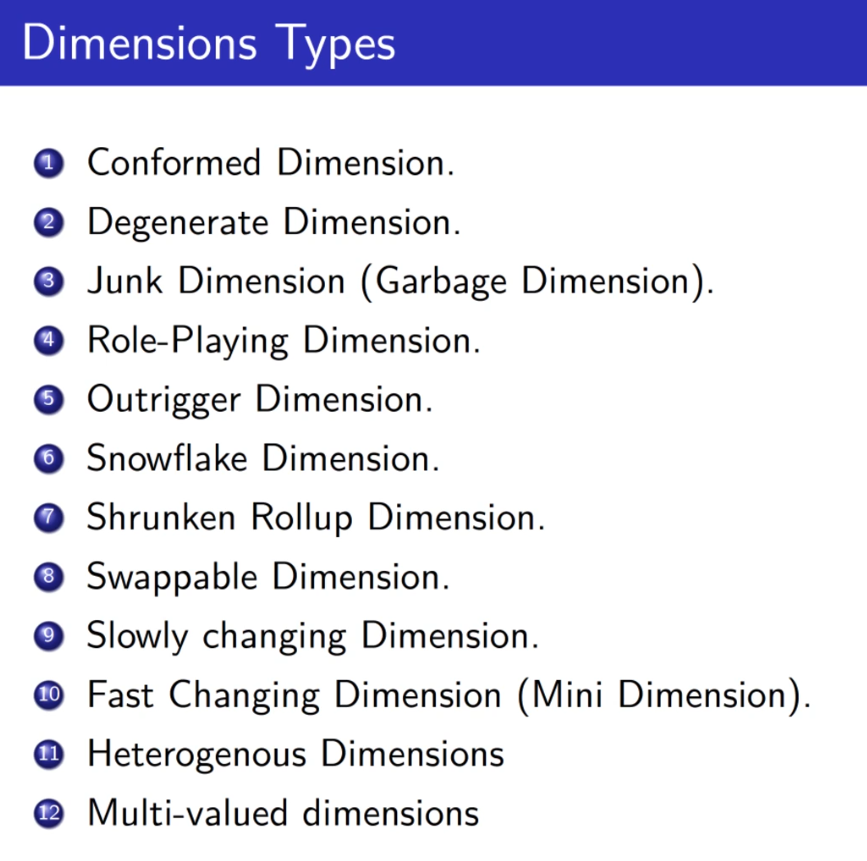 Dimensions Types
1 Conformed Dimension.
2 Degenerate Dimension.
3 Junk Dimension (Garbage Dimension).
4 Role-Playing Dimension.
5 Outrigger Dimension.
6 Snowflake Dimension.
7 Shrunken Rollup Dimension.
8 Swappable Dimension.
9 Slowly changing Dimension.
10 Fast Changing Dimension (Mini Dimension).
11 Heterogenous Dimensions
12 Multi-valued dimensions